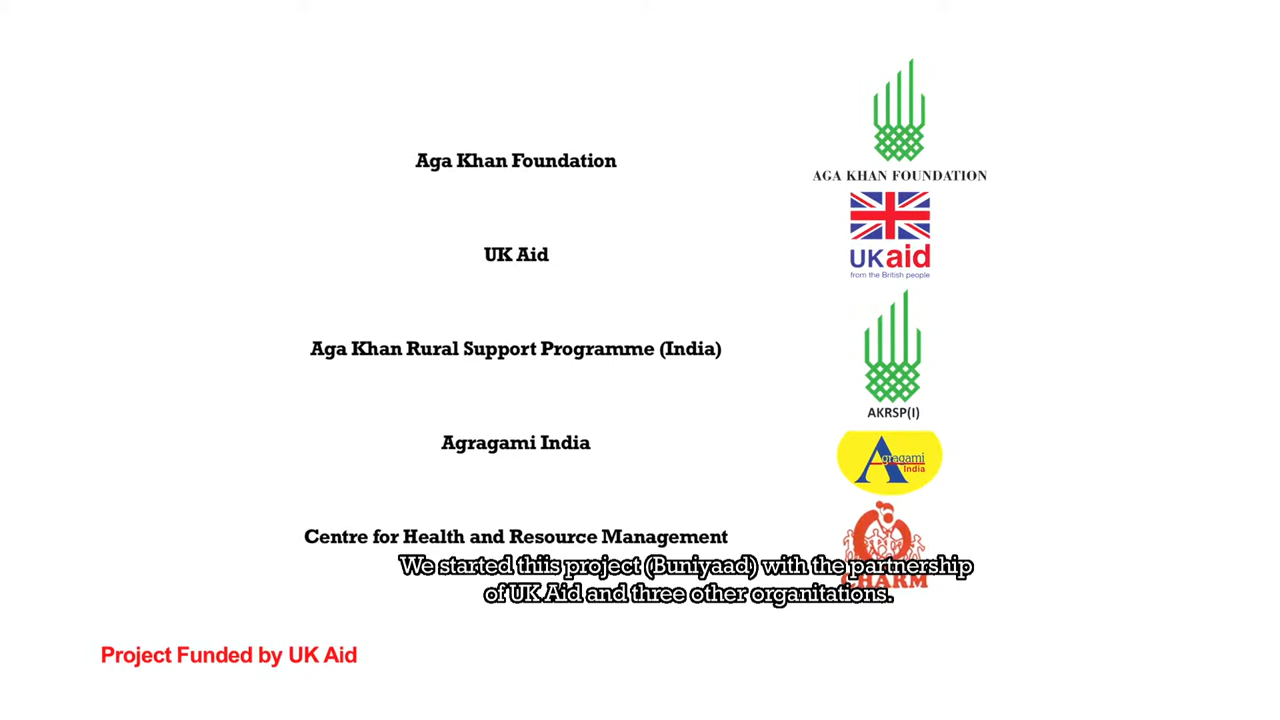 Aga Khan Foundation
AGA KHAN FOUNDATION
UK Aid
UKaid
from the British people
Aga Khan Rural Support Programme (India)
AKRSP(I)
Agragami India
Agragami
India
Centre for Health and Resource Management
CHARM
We started thiis project (Buniyaad) with the partnership
of UK Aid and three other organitations.
Project Funded by UK Aid